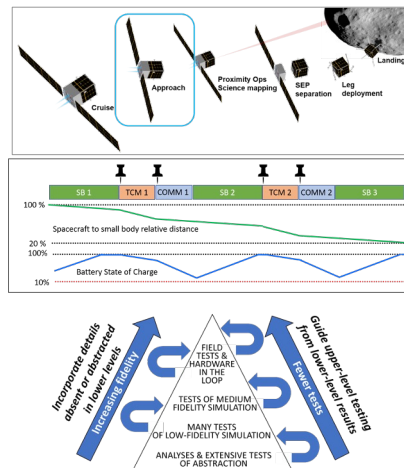 Cruise
Approach
Proximity Ops
Science mapping
SEP
separation
Leg
deployment
Landing
SB 1
TCM 1
COMM 1
SB 2
TCM 2
COMM 2
SB 3
100 %
Spacecraft to small body relative distance
20 %
100%
Battery State of Charge
10%
Incorporate details
absent or abstracted
in lower levels
Increasing fidelity
FIELD
TESTS &
HARDWARE
IN THE
LOOP
TESTS OF MEDIUM
FIDELITY SIMULATION
MANY TESTS
OF LOW-FIDELITY SIMULATION
ANALYSES & EXTENSIVE TESTS
OF ABSTRACTION
Fewer tests
Guide upper-level testing
from lower-level results